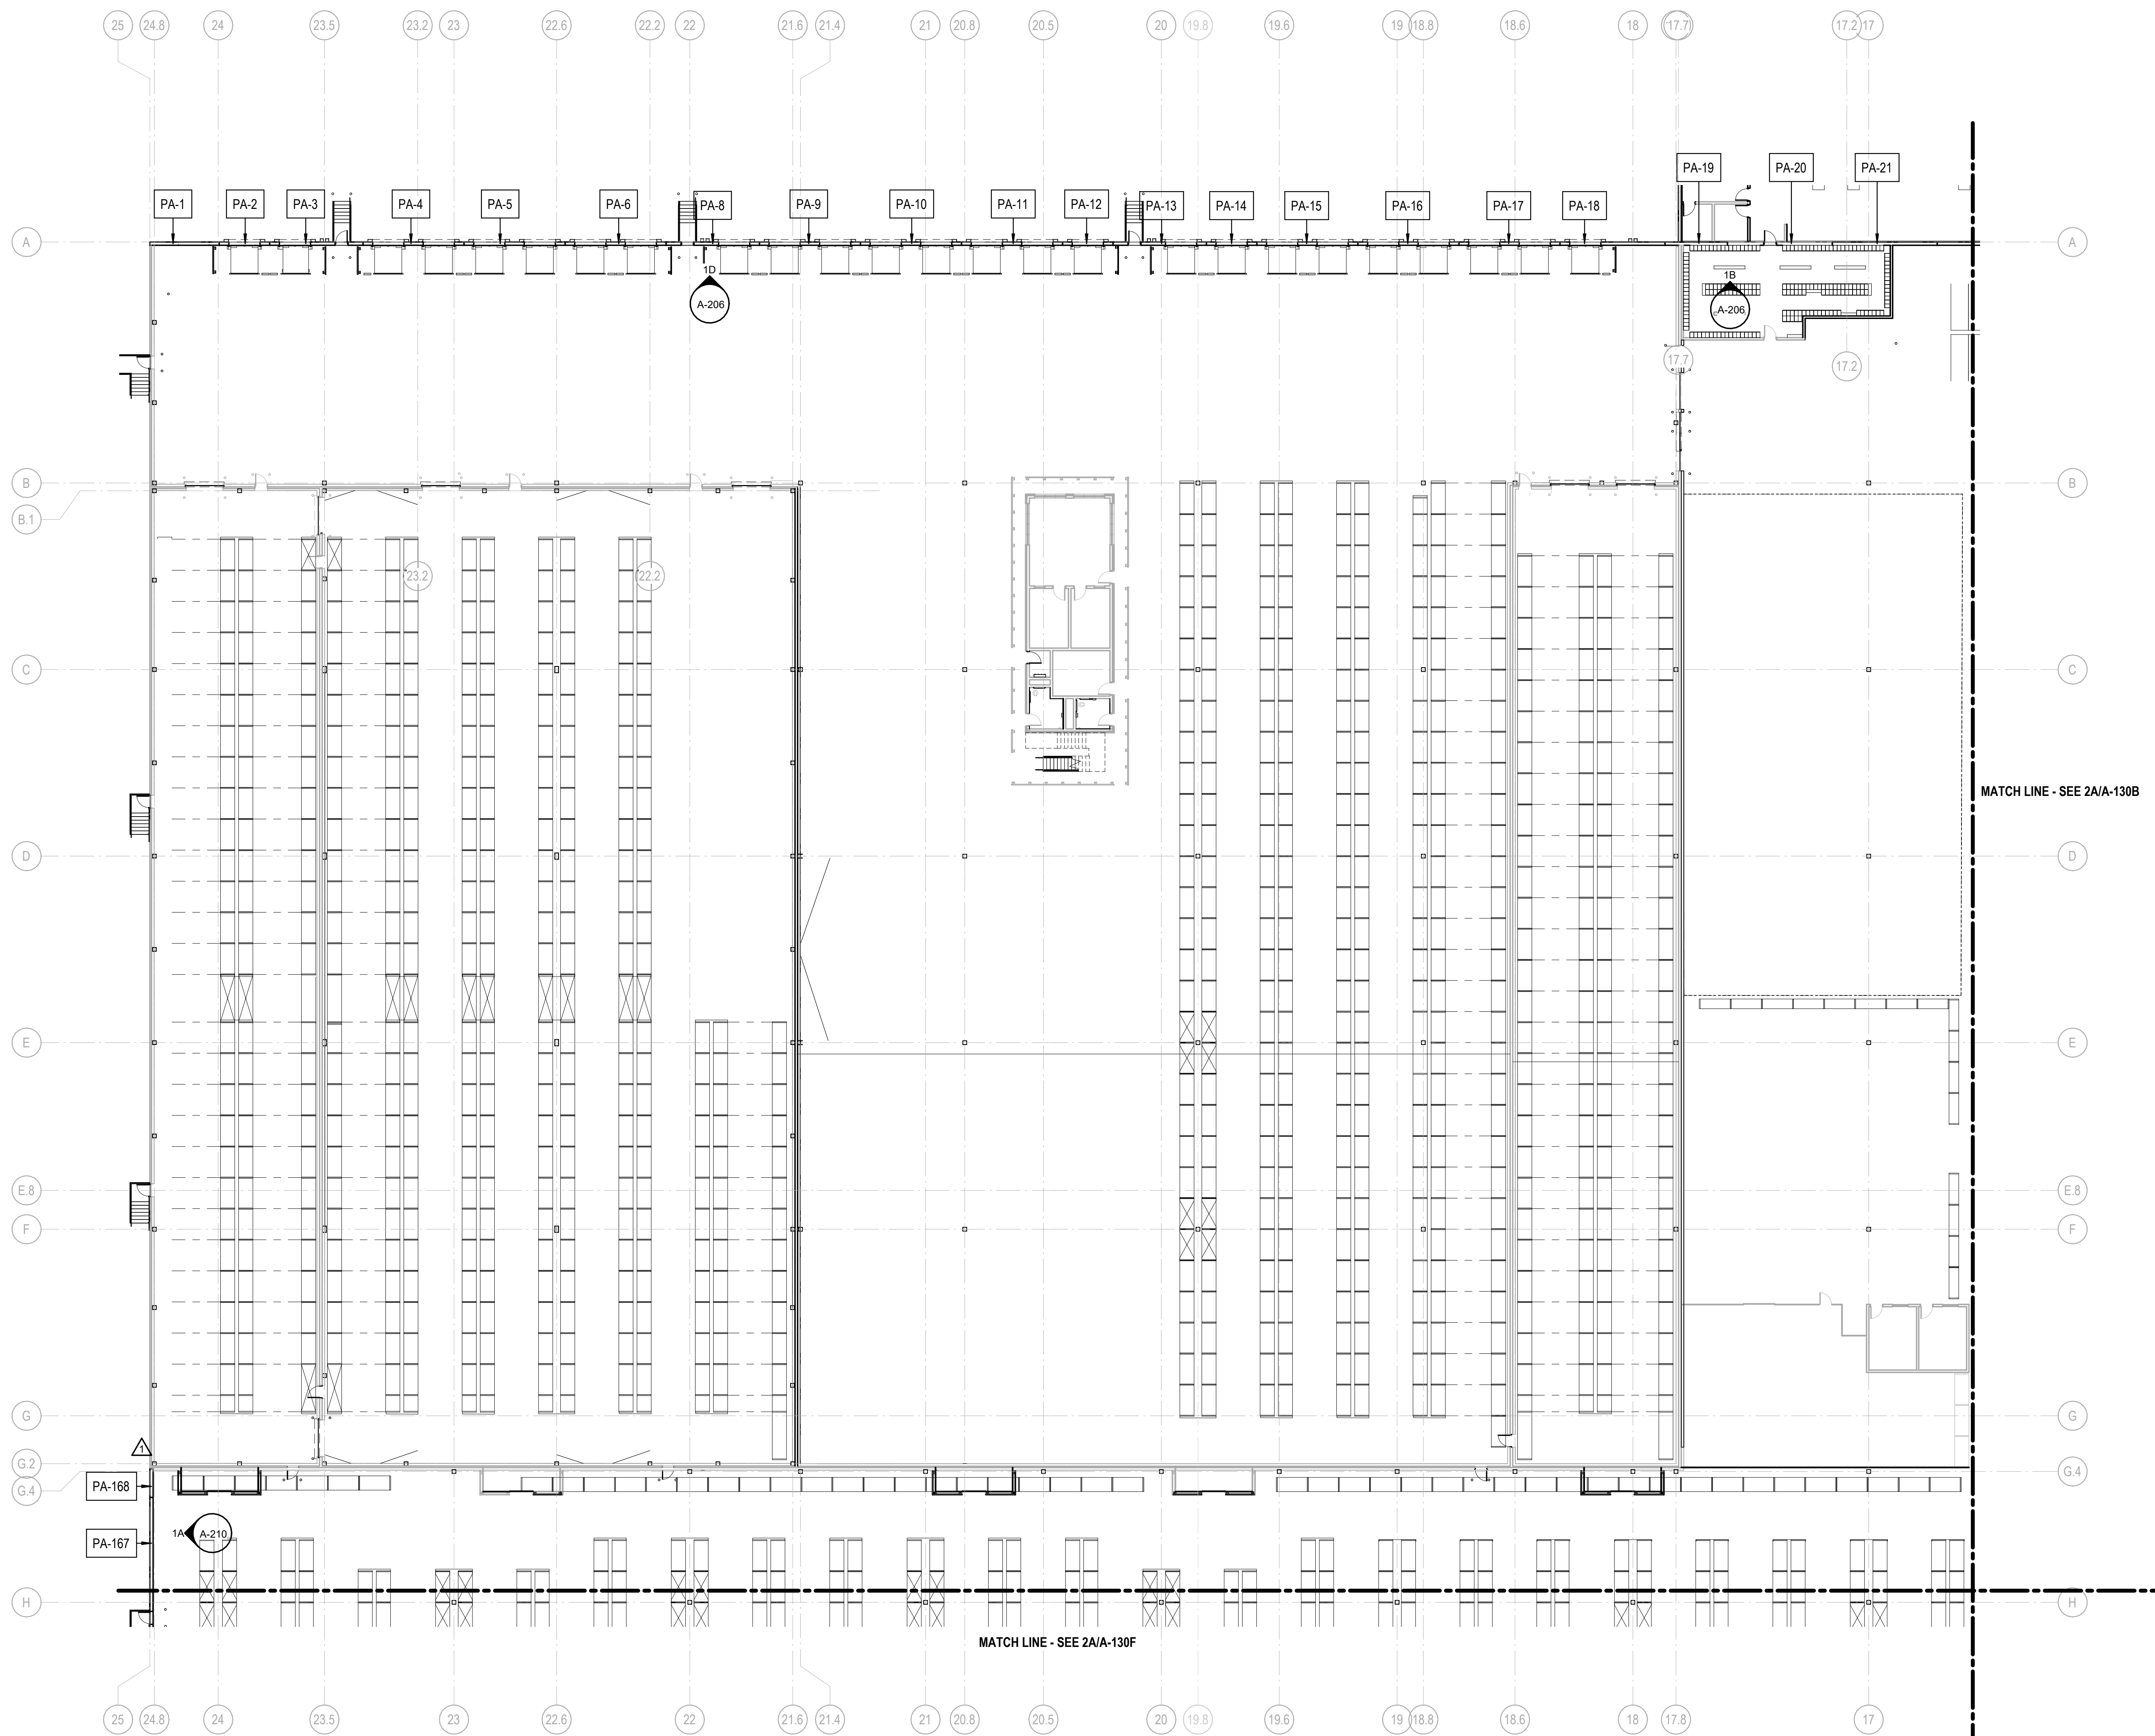 25 24.8 24 23.5 23.2 23 22.6 22.2 22 21.6 21.4 21 20.8 20.5 20 19.8 19.6 19 18.8 18.6 18 17.7 17.2 17
PA-19 PA-20 PA-21
PA-1 PA-2 PA-3 PA-4 PA-5 PA-6 PA-8 PA-9 PA-10 PA-11 PA-12 PA-13 PA-14 PA-15 PA-16 PA-17 PA-18
A A
1D 1B
A-206 A-206
17.7 17.2
B B
B.1
23.2 22.2
C C
MATCH LINE - SEE 2A/A-130B
D D
E E
E.8 E.8
F F
G G
1
G.2
G.4 G.4
PA-168
1A A-210
PA-167
H H
MATCH LINE - SEE 2A/A-130F
25 24.8 24 23.5 23 22.6 22 21.6 21.4 21 20.8 20.5 20 19.8 19.6 19 18.8 18.6 18 17.8 17